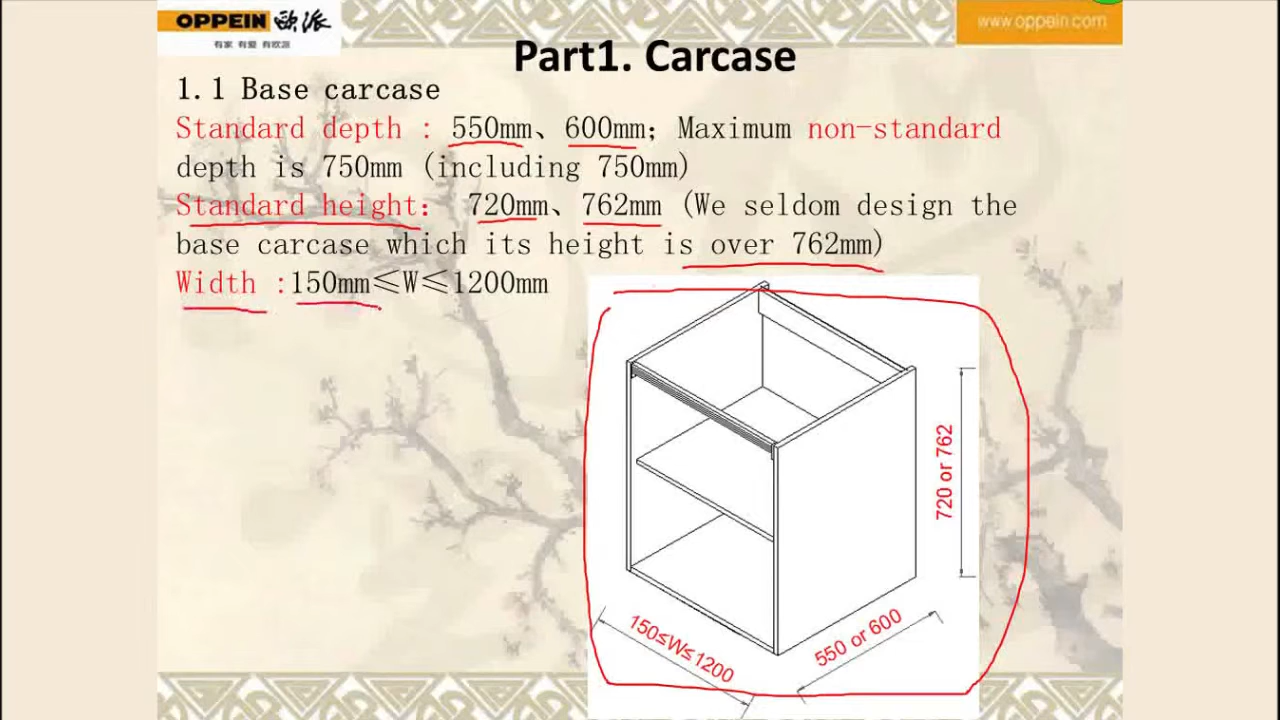 OPPEIN 欧派
有家 有爱 有欧派
www.oppein.com
Part1. Carcase
1.1 Base carcase
Standard depth : 550mm、600mm；Maximum non-standard
depth is 750mm (including 750mm)
Standard height： 720mm、762mm (We seldom design the
base carcase which its height is over 762mm)
Width :150mm≤W≤1200mm
720 or 762
150≤W≤1200
550 or 600